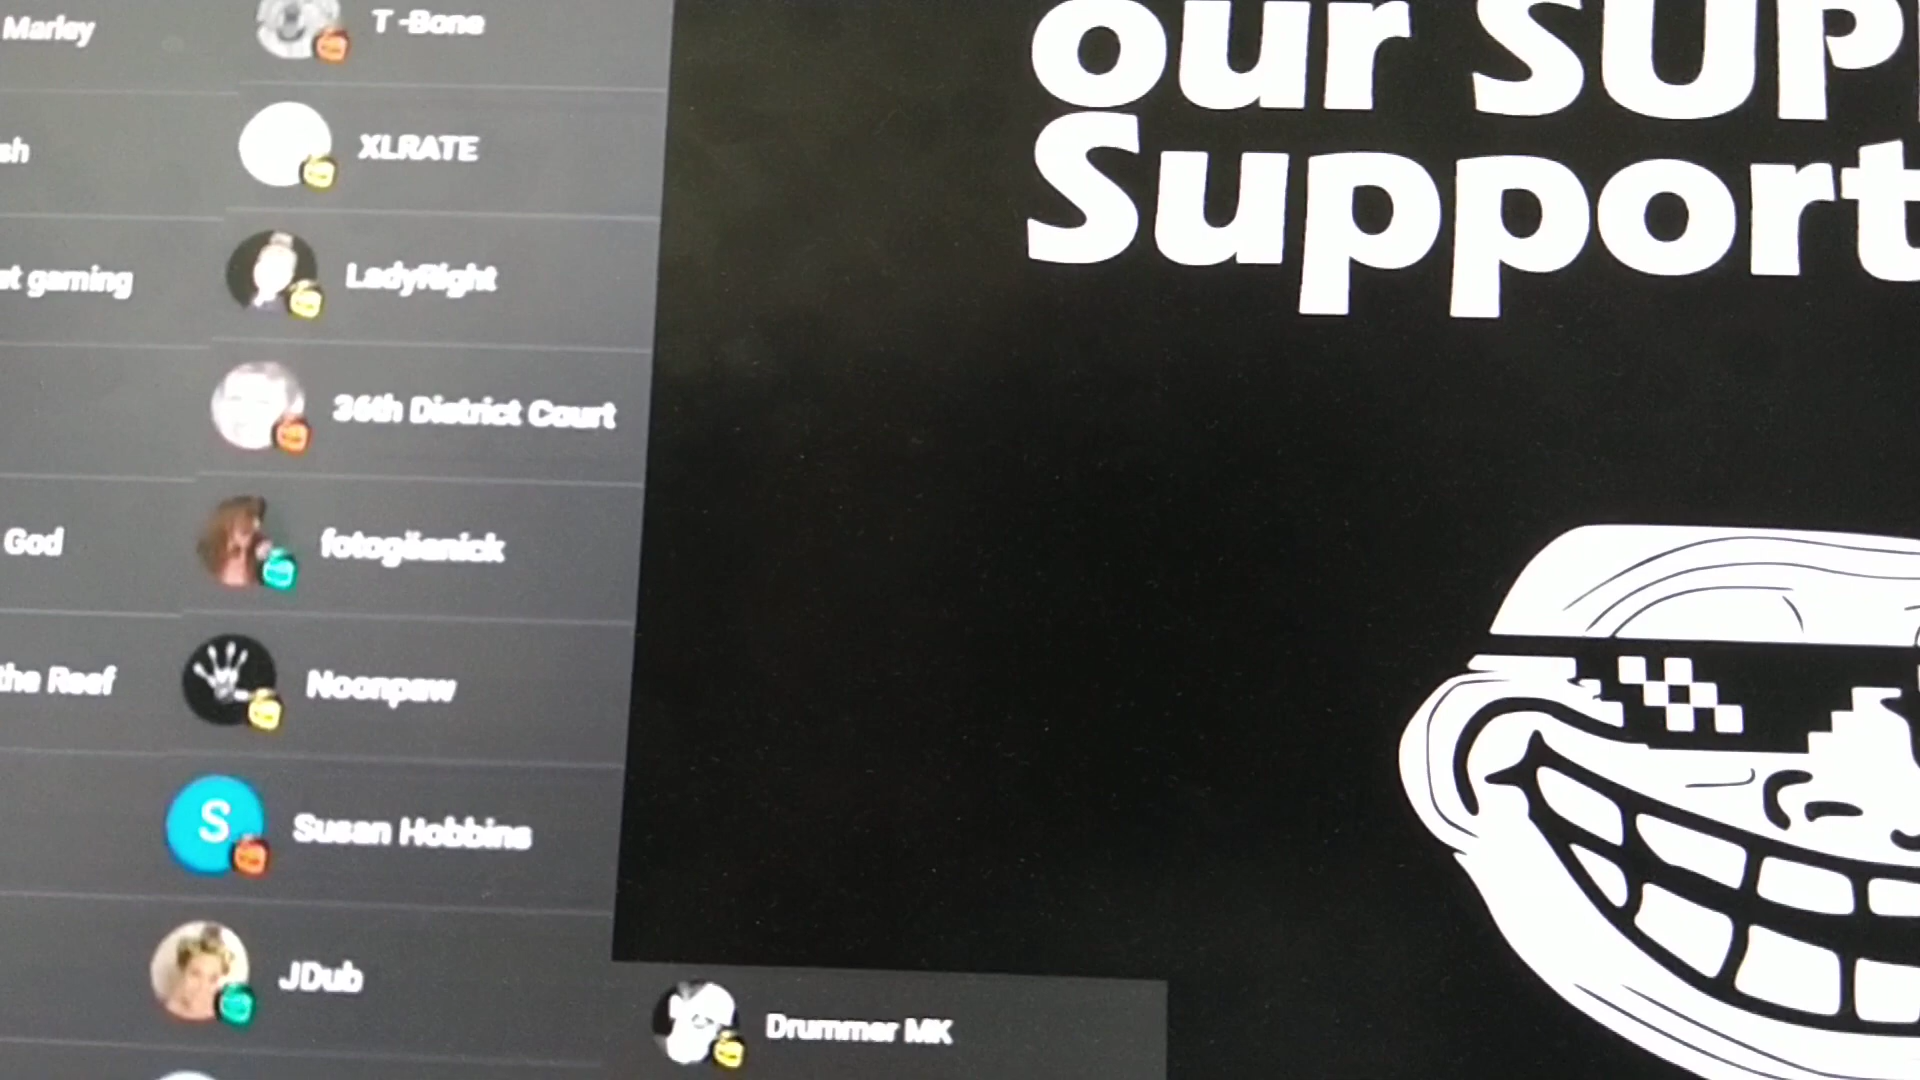 Marley
T-Bone
XLRATE
LadyRight
gaming
36th District Court
God
the Reef
Noonpaw
S
Susan Hobbins
JDub
Drummer MK
our SUP
Support